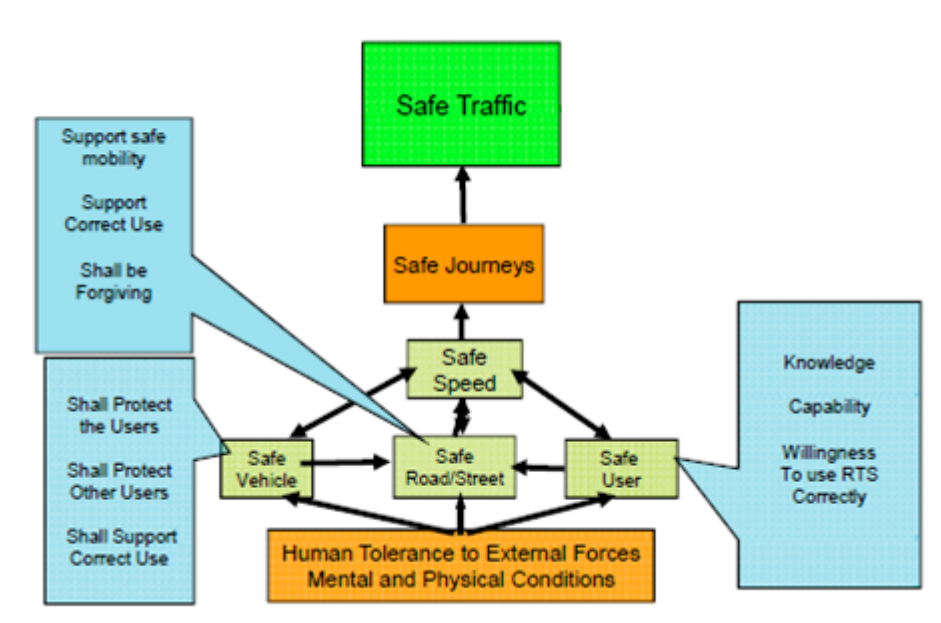 Safe Traffic
Support safe
mobility
Support
Correct Use
Shall be
Forgiving
Safe Journeys
Safe
Speed
Knowledge
Capability
Willingness
To use RTS
Correctly
Shall Protect
the Users
Shall Protect
Other Users
Shall Support
Correct Use
Safe
Vehicle
Safe
Road/Street
Safe
User
Human Tolerance to External Forces
Mental and Physical Conditions